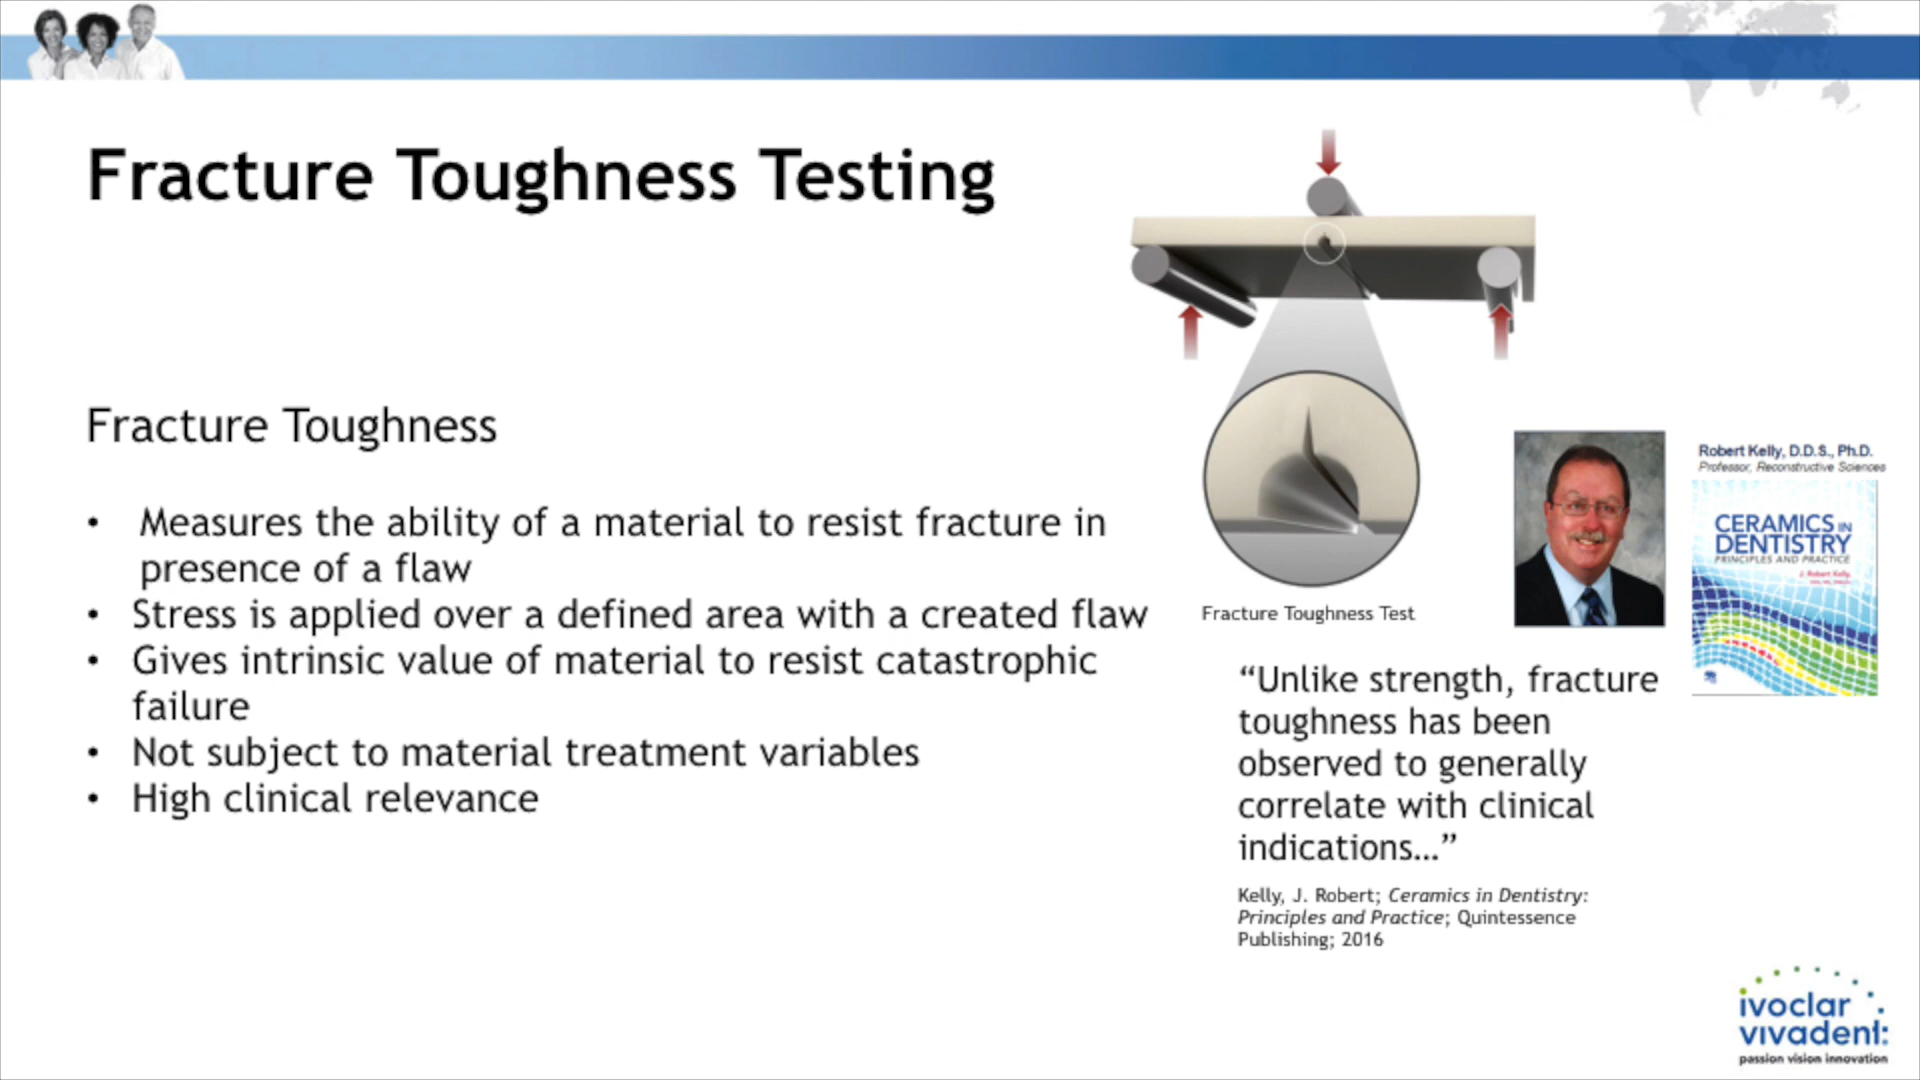 Fracture Toughness Testing
Fracture Toughness
• Measures the ability of a material to resist fracture in
presence of a flaw
• Stress is applied over a defined area with a created flaw
• Gives intrinsic value of material to resist catastrophic
failure
• Not subject to material treatment variables
• High clinical relevance
Fracture Toughness Test
Robert Kelly, D.D.S., Ph.D.
Professor, Reconstructive Sciences
CERAMICS IN
DENTISTRY
PRINCIPLES AND PRACTICE
J. Robert Kelly,
“Unlike strength, fracture
toughness has been
observed to generally
correlate with clinical
indications...”
Kelly, J. Robert; Ceramics in Dentistry:
Principles and Practice; Quintessence
Publishing; 2016
ivoclar
vivadent:
passion vision innovation